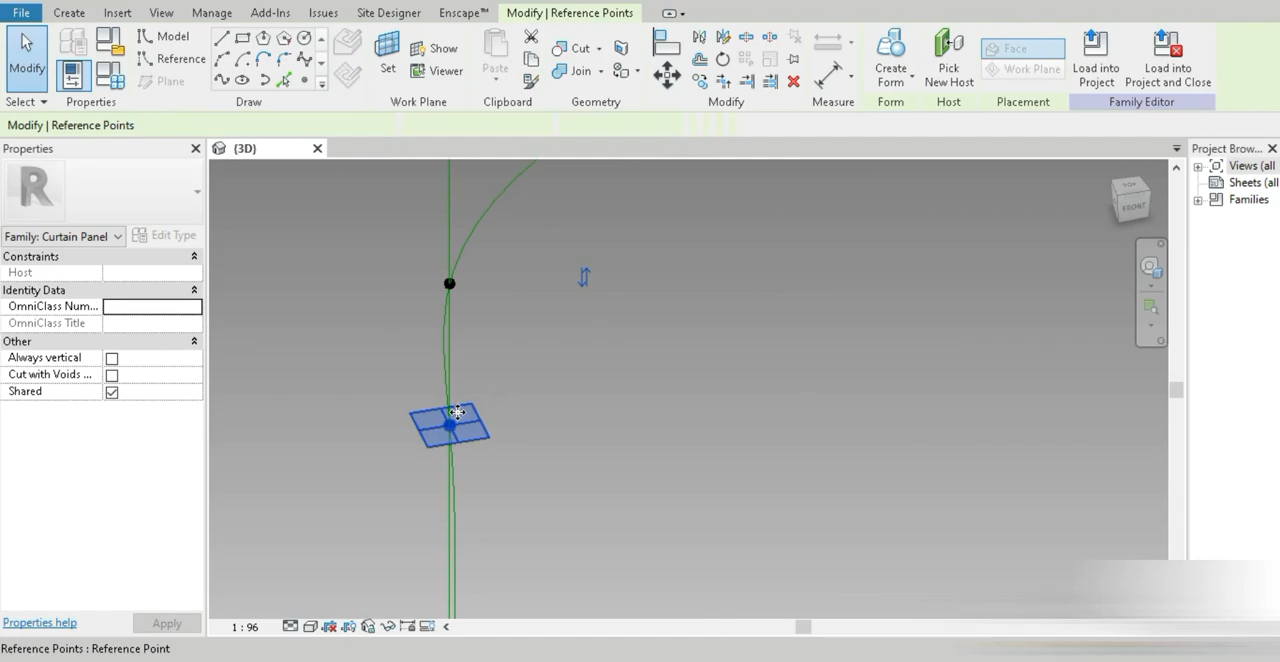 File Create Insert View Manage Add-Ins Issues Site Designer Enscape™ Modify | Reference Points
Modify
Select
Properties
Model
Reference
Plane
Draw
Set
Show
Viewer
Work Plane
Paste
Clipboard
Cut
Join
Geometry
Modify
Measure
Create
Form
Form
Pick
New Host
Host
Face
Work Plane
Placement
Load into
Project
Load into
Project and Close
Family Editor
Modify | Reference Points
Properties
R
Family: Curtain Panel
Edit Type
Constraints
Host
Identity Data
OmniClass Num...
OmniClass Title
Other
Always vertical
Cut with Voids ...
Shared
Properties help
Apply
{3D}
TOP
FRONT
1 : 96
Project Brow...
Views (all
Sheets (all
Families
Reference Points : Reference Point